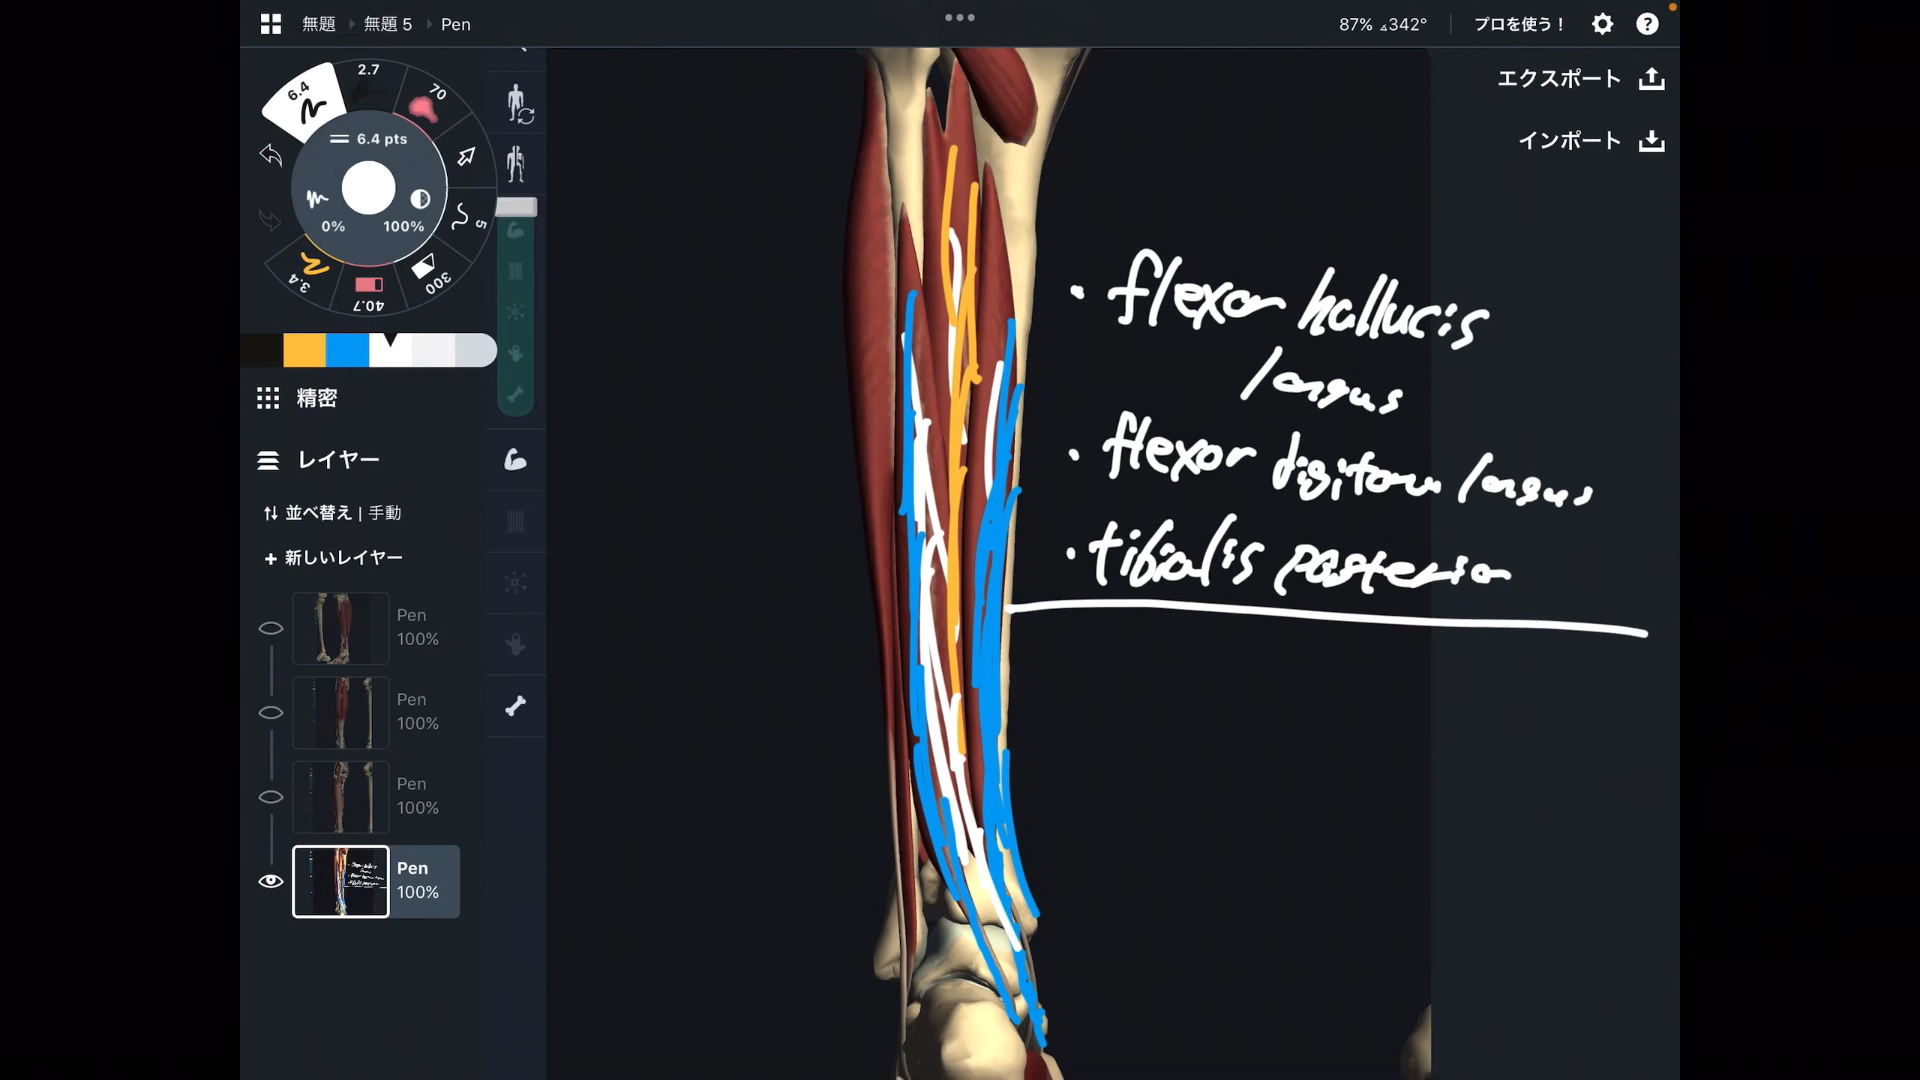 無題 無題 5 Pen
87% ⊿342° プロを使う!
エクスポート
インポート
6.4
2.7
70
6.4 pts
0% 100%
5
3.4
40.7
300
精密
レイヤー
並べ替え | 手動
+ 新しいレイヤー
Pen
100%
Pen
100%
Pen
100%
Pen
100%
・flexor hallucis
longus
・flexor digitorum longus
・tibialis posterior